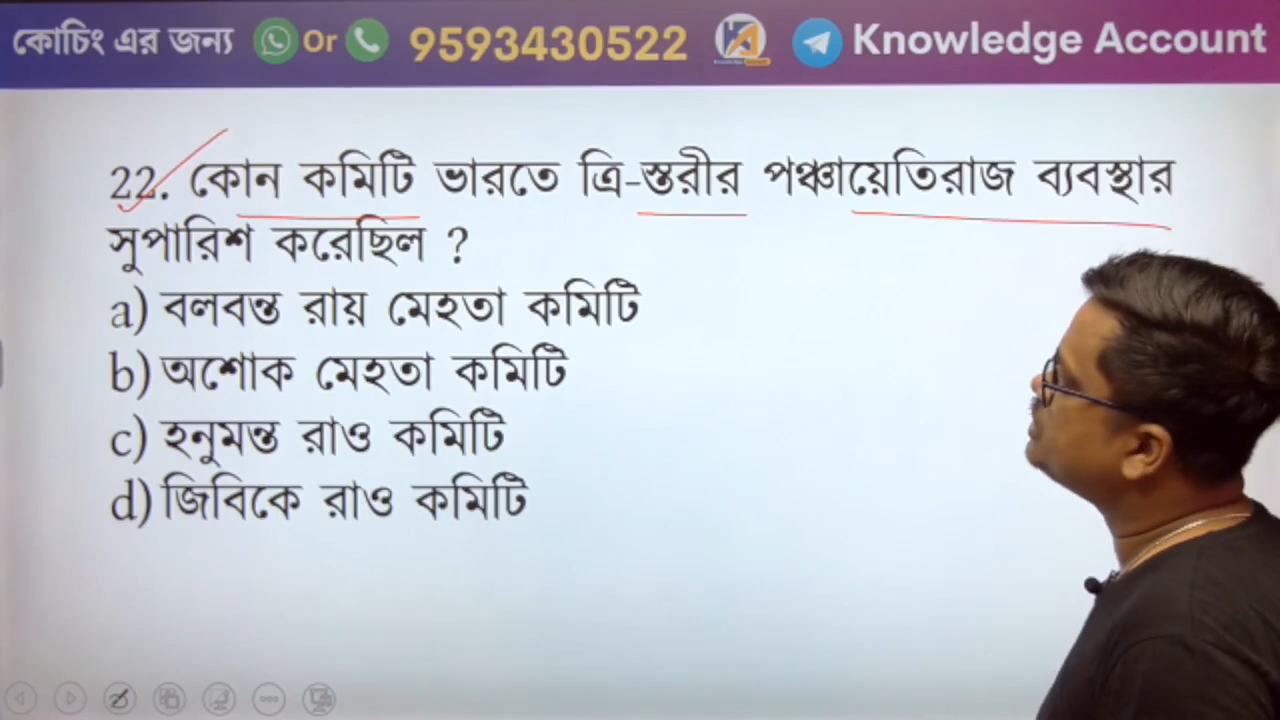 কোচিং এর জন্য Or 9593430522 Knowledge Account
22. কোন কমিটি ভারতে ত্রি-স্তরীর পঞ্চায়েতিরাজ ব্যবস্থার
সুপারিশ করেছিল ?
a) বলবন্ত রায় মেহতা কমিটি
b) অশোক মেহতা কমিটি
c) হনুমন্ত রাও কমিটি
d) জিবিকে রাও কমিটি